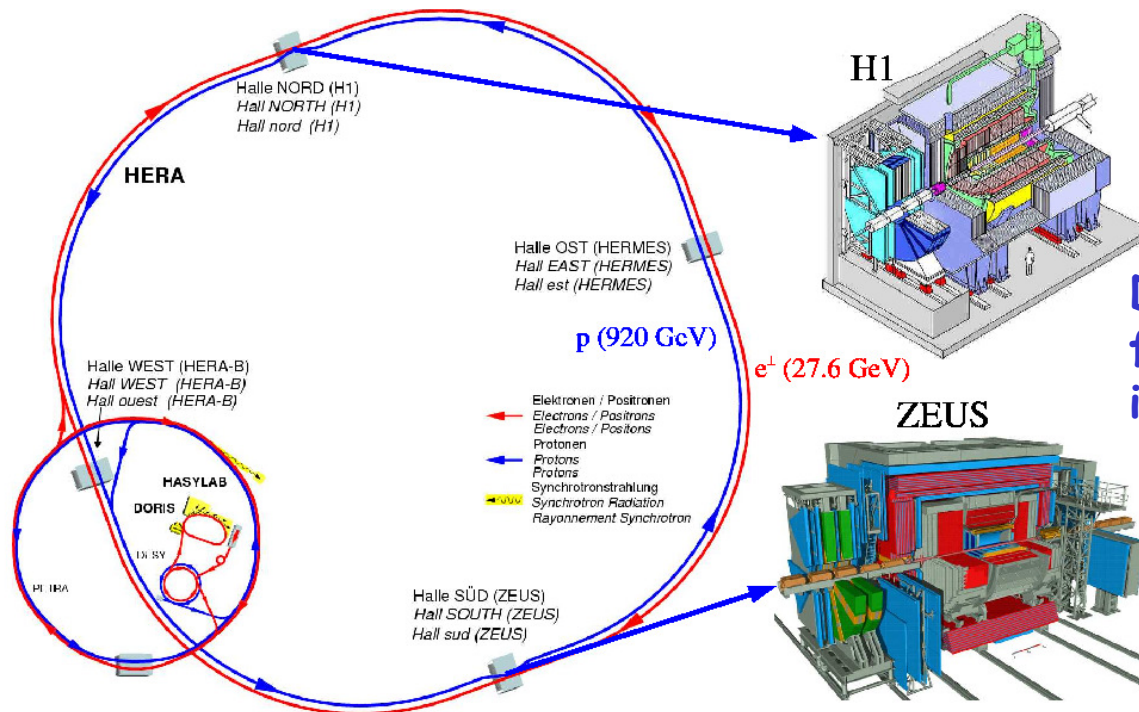 Halle NORD (H1)
Hall NORTH (H1)
Hall nord (H1)
H1
HERA
Halle OST (HERMES)
Hall EAST (HERMES)
Hall est (HERMES)
p (920 GeV)
e± (27.6 GeV)
Halle WEST (HERA-B)
Hall WEST (HERA-B)
Hall ouest (HERA-B)
Elektronen / Positronen
Electrons / Positrons
Electrons / Positons
Protonen
Protons
Protons
Synchrotronstrahlung
Synchrotron Radiation
Rayonnement Synchrotron
ZEUS
HASYLAB
DORIS
DESY
PETRA
Halle SÜD (ZEUS)
Hall SOUTH (ZEUS)
Hall sud (ZEUS)